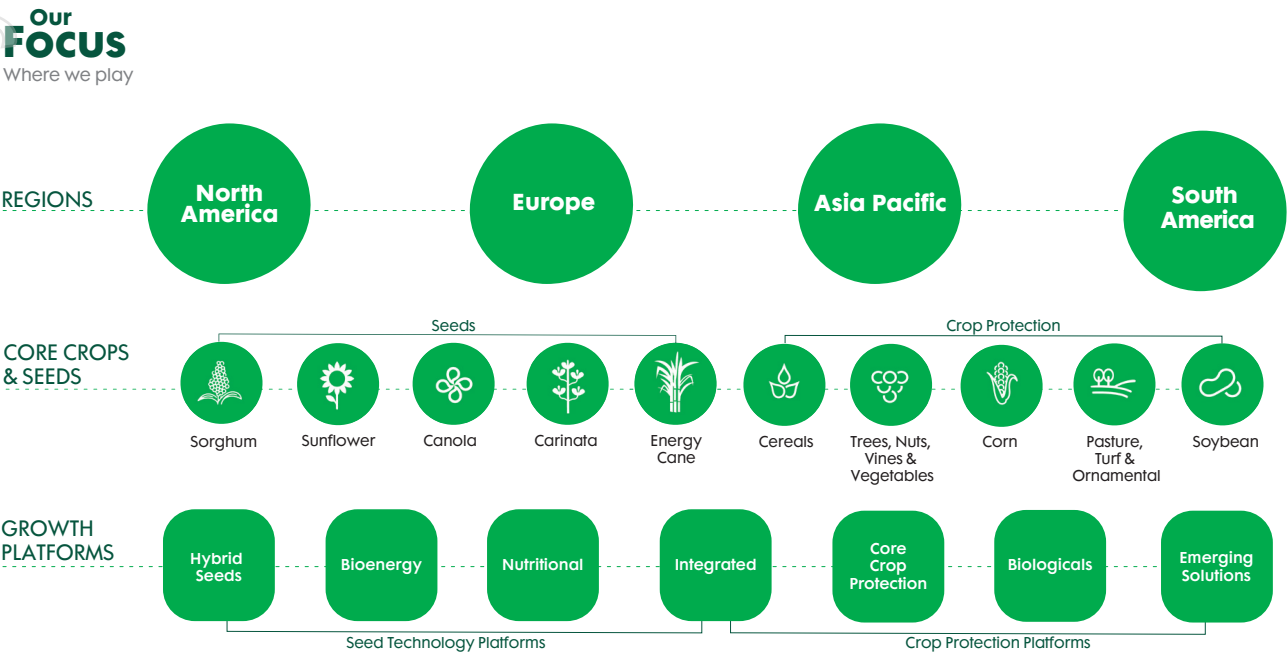 Our
Focus
Where we play
REGIONS
North
America
Europe
Asia Pacific
South
America
CORE CROPS
& SEEDS
Seeds
Crop Protection
Sorghum
Sunflower
Canola
Carinata
Energy
Cane
Cereals
Trees, Nuts,
Vines &
Vegetables
Corn
Pasture,
Turf &
Ornamental
Soybean
GROWTH
PLATFORMS
Hybrid
Seeds
Bioenergy
Nutritional
Integrated
Core
Crop
Protection
Biologicals
Emerging
Solutions
Seed Technology Platforms
Crop Protection Platforms